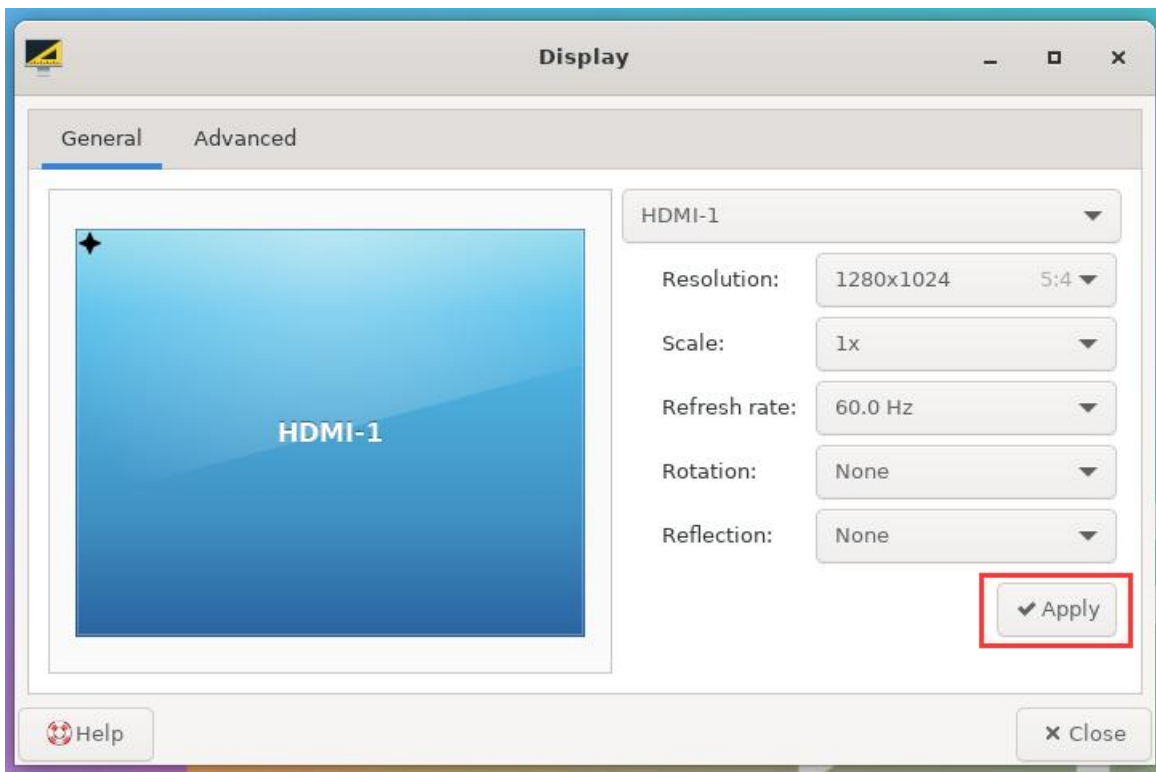 Display
General Advanced
HDMI-1
HDMI-1
Resolution: 1280x1024 5:4
Scale: 1x
Refresh rate: 60.0 Hz
Rotation: None
Reflection: None
Apply
Help Close